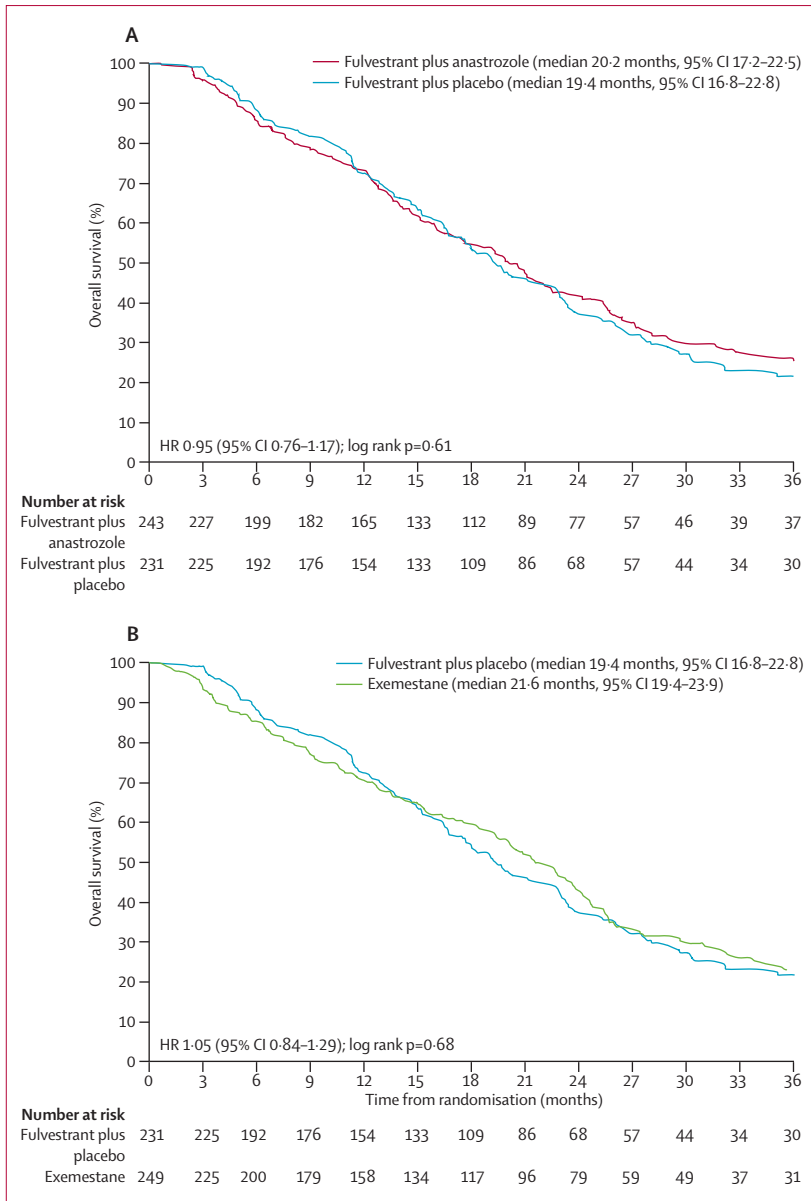 A
Fulvestrant plus anastrozole (median 20·2 months, 95% CI 17·2–22·5)
Fulvestrant plus placebo (median 19·4 months, 95% CI 16·8–22·8)
100
90
80
70
60
50
40
30
20
10
0
Overall survival (%)
HR 0·95 (95% CI 0·76–1·17); log rank p=0·61
0 3 6 9 12 15 18 21 24 27 30 33 36
Number at risk
Fulvestrant plus
anastrozole
243 227 199 182 165 133 112 89 77 57 46 39 37
Fulvestrant plus
placebo
231 225 192 176 154 133 109 86 68 57 44 34 30
B
Fulvestrant plus placebo (median 19·4 months, 95% CI 16·8–22·8)
Exemestane (median 21·6 months, 95% CI 19·4–23·9)
100
90
80
70
60
50
40
30
20
10
0
Overall survival (%)
HR 1·05 (95% CI 0·84–1·29); log rank p=0·68
0 3 6 9 12 15 18 21 24 27 30 33 36
Time from randomisation (months)
Number at risk
Fulvestrant plus
placebo
231 225 192 176 154 133 109 86 68 57 44 34 30
Exemestane 249 225 200 179 158 134 117 96 79 59 49 37 31